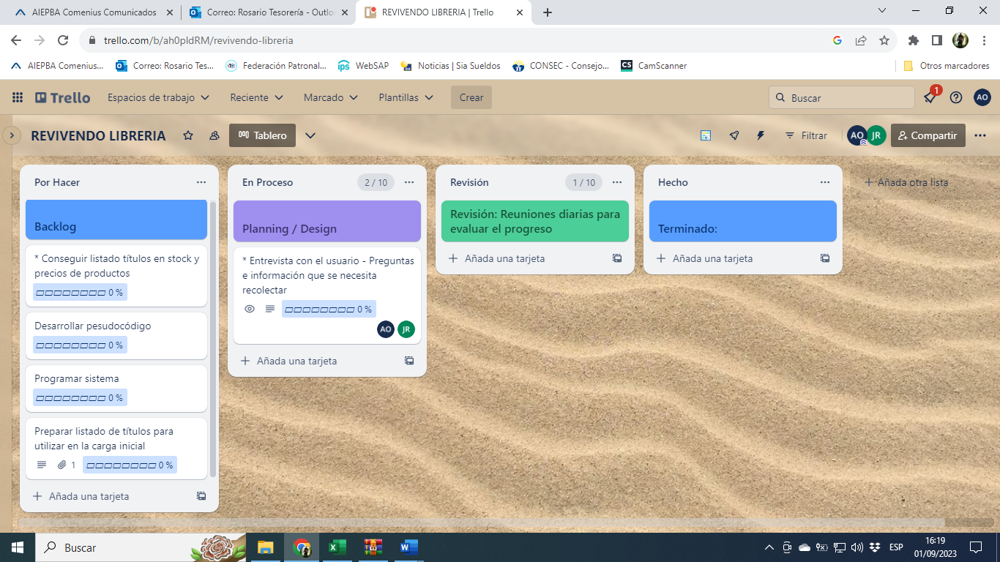 AIEPBA Comenius Comunicados
Correo: Rosario Tesorería - Outlo
REVIVENDO LIBRERIA | Trello
trello.com/b/ah0pIdRM/revivendo-libreria
AIEPBA Comenius...
Correo: Rosario Tes...
Federación Patronal...
ips
WebSAP
Noticias | Sia Sueldos
CONSEC - Consejo...
CS
CamScanner
Otros marcadores
Trello
Espacios de trabajo
Reciente
Marcado
Plantillas
Crear
Buscar
1
AO
REVIVENDO LIBRERIA
Tablero
Filtrar
AO
JR
Compartir
Por Hacer
Backlog
* Conseguir listado títulos en stock y
precios de productos
0 %
Desarrollar pesudocódigo
0 %
Programar sistema
0 %
Preparar listado de títulos para
utilizar en la carga inicial
1
0 %
Añada una tarjeta
En Proceso
2 / 10
Planning / Design
* Entrevista con el usuario - Preguntas
e información que se necesita
recolectar
0 %
AO
JR
Añada una tarjeta
Revisión
1 / 10
Revisión: Reuniones diarias para
evaluar el progreso
Añada una tarjeta
Hecho
Terminado:
Añada una tarjeta
Añada otra lista
Buscar
ESP
16:19
01/09/2023